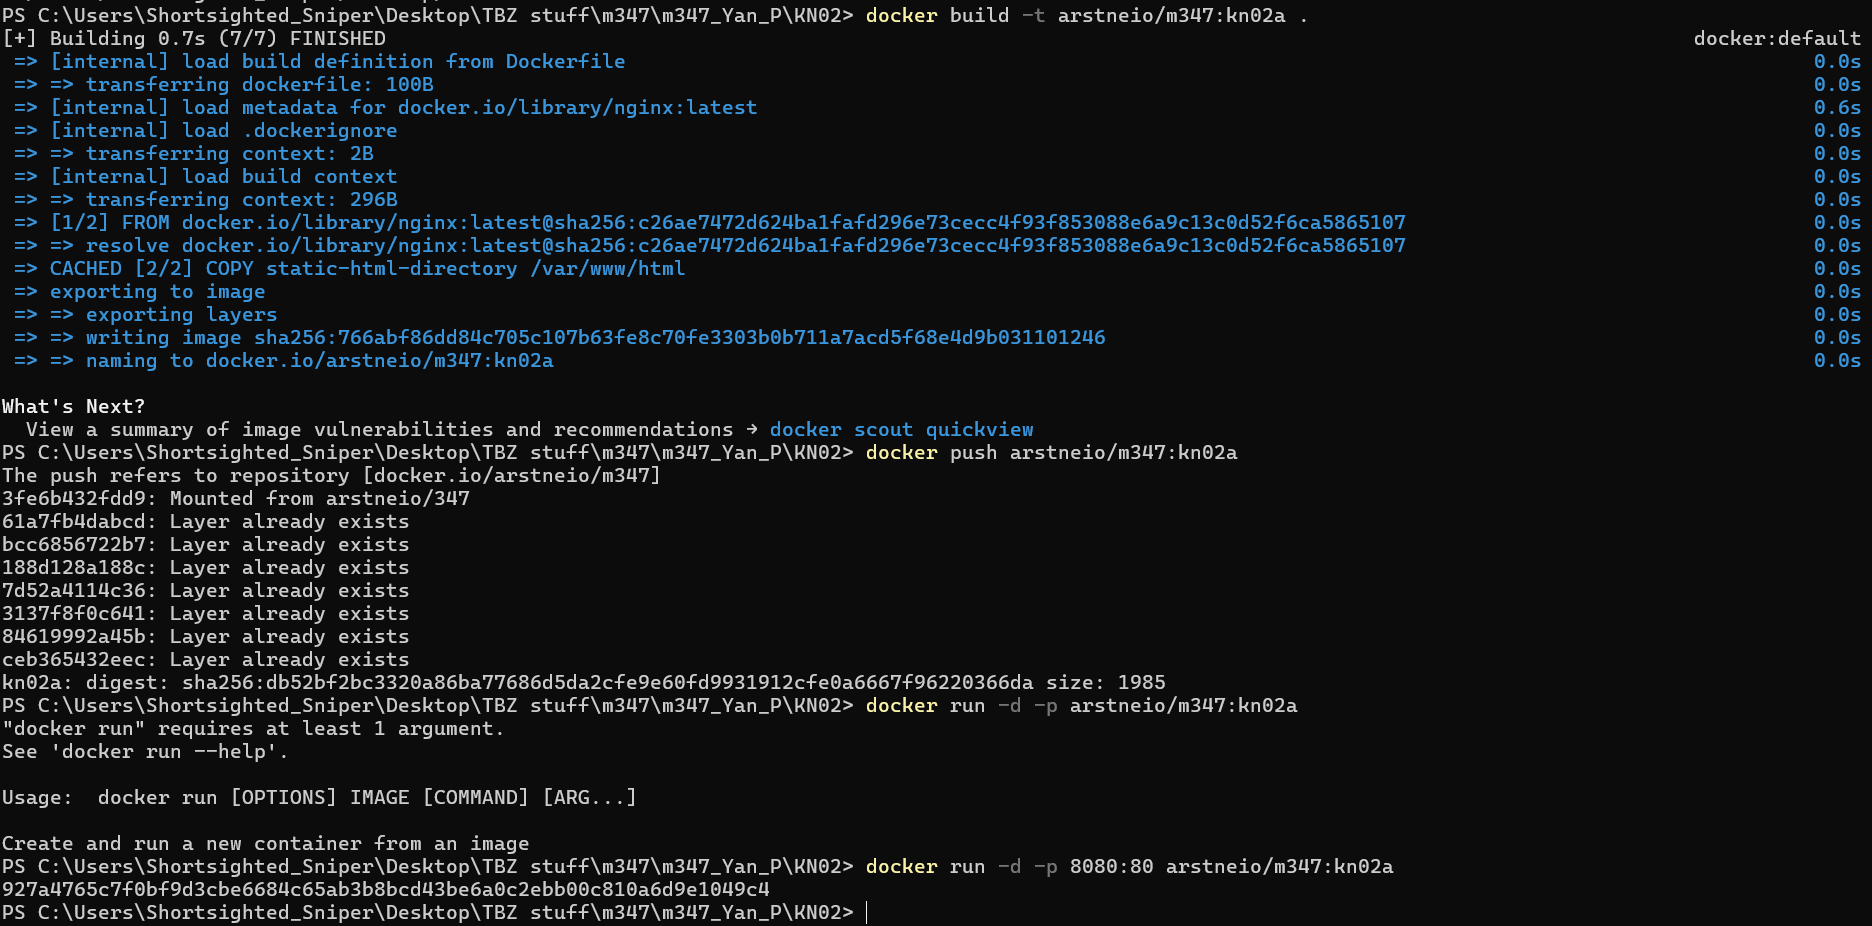 PS C:\Users\Shortsighted_Sniper\Desktop\TBZ stuff\m347\m347_Yan_P\KN02> docker build -t arstneio/m347:kn02a .
[+] Building 0.7s (7/7) FINISHED docker:default
=> [internal] load build definition from Dockerfile 0.0s
=> => transferring dockerfile: 100B 0.0s
=> [internal] load metadata for docker.io/library/nginx:latest 0.6s
=> [internal] load .dockerignore 0.0s
=> => transferring context: 2B 0.0s
=> [internal] load build context 0.0s
=> => transferring context: 296B 0.0s
=> [1/2] FROM docker.io/library/nginx:latest@sha256:c26ae7472d624ba1fafd296e73cecc4f93f853088e6a9c13c0d52f6ca5865107 0.0s
=> => resolve docker.io/library/nginx:latest@sha256:c26ae7472d624ba1fafd296e73cecc4f93f853088e6a9c13c0d52f6ca5865107 0.0s
=> CACHED [2/2] COPY static-html-directory /var/www/html 0.0s
=> exporting to image 0.0s
=> => exporting layers 0.0s
=> => writing image sha256:766abf86dd84c705c107b63fe8c70fe3303b0b711a7acd5f68e4d9b031101246 0.0s
=> => naming to docker.io/arstneio/m347:kn02a 0.0s
What's Next?
View a summary of image vulnerabilities and recommendations → docker scout quickview
PS C:\Users\Shortsighted_Sniper\Desktop\TBZ stuff\m347\m347_Yan_P\KN02> docker push arstneio/m347:kn02a
The push refers to repository [docker.io/arstneio/m347]
3fe6b432fdd9: Mounted from arstneio/347
61a7fb4dabcd: Layer already exists
bcc6856722b7: Layer already exists
188d128a188c: Layer already exists
7d52a4114c36: Layer already exists
3137f8f0c641: Layer already exists
84619992a45b: Layer already exists
ceb365432eec: Layer already exists
kn02a: digest: sha256:db52bf2bc3320a86ba77686d5da2cfe9e60fd9931912cfe0a6667f96220366da size: 1985
PS C:\Users\Shortsighted_Sniper\Desktop\TBZ stuff\m347\m347_Yan_P\KN02> docker run -d -p arstneio/m347:kn02a
"docker run" requires at least 1 argument.
See 'docker run --help'.
Usage:  docker run [OPTIONS] IMAGE [COMMAND] [ARG...]
Create and run a new container from an image
PS C:\Users\Shortsighted_Sniper\Desktop\TBZ stuff\m347\m347_Yan_P\KN02> docker run -d -p 8080:80 arstneio/m347:kn02a
927a4765c7f0bf9d3cbe6684c65ab3b8bcd43be6a0c2ebb00c810a6d9e1049c4
PS C:\Users\Shortsighted_Sniper\Desktop\TBZ stuff\m347\m347_Yan_P\KN02>